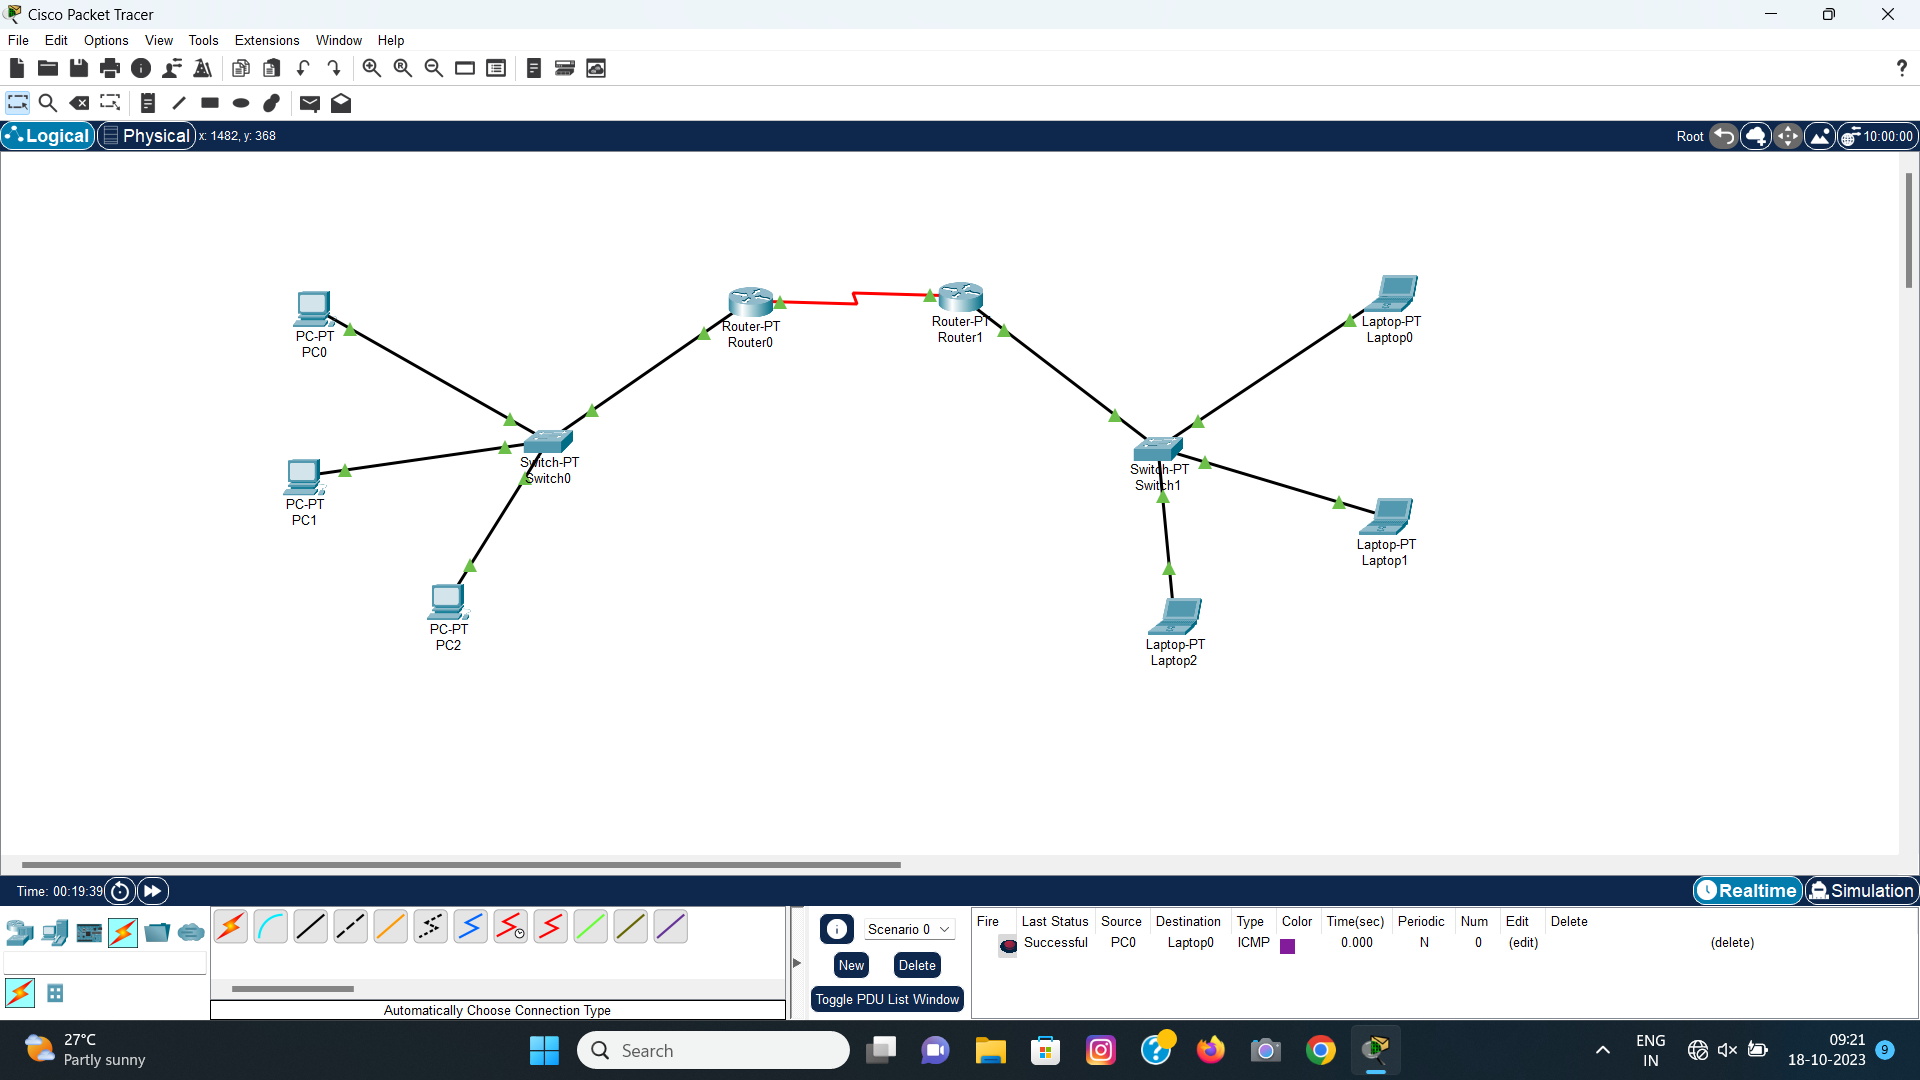 Cisco Packet Tracer
File Edit Options View Tools Extensions Window Help
?
Logical Physical x: 1482, y: 368 Root 10:00:00
PC-PT
PC0
Router-PT
Router0
Router-PT
Router1
Laptop-PT
Laptop0
Switch-PT
Switch0
Switch-PT
Switch1
PC-PT
PC1
Laptop-PT
Laptop1
PC-PT
PC2
Laptop-PT
Laptop2
Time: 00:19:39 Realtime Simulation
Automatically Choose Connection Type
Scenario 0
New Delete
Toggle PDU List Window
Fire Last Status Source Destination Type Color Time(sec) Periodic Num Edit Delete
Successful PC0 Laptop0 ICMP 0.000 N 0 (edit) (delete)
27°C
Partly sunny
Search
ENG
IN
09:21
18-10-2023
9